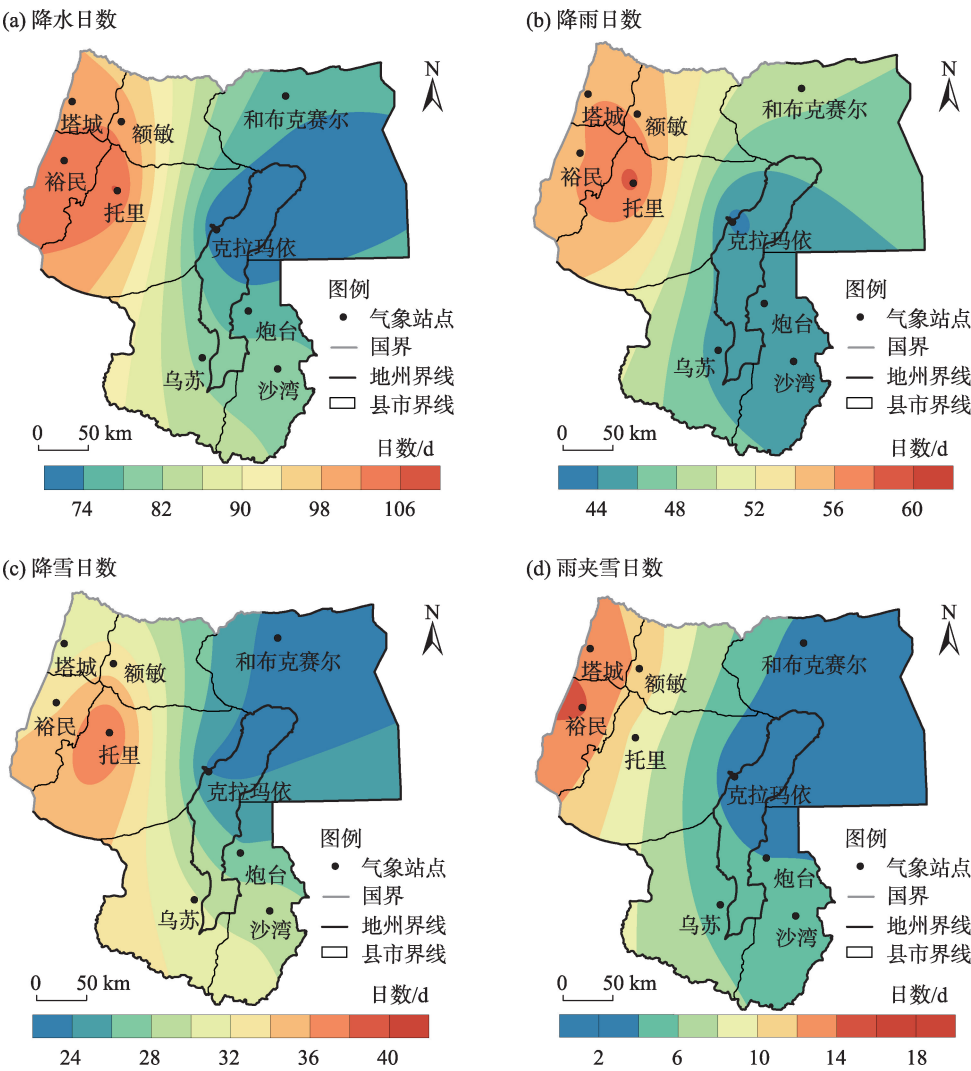 (a) 降水日数
N
塔城
额敏
和布克赛尔
裕民
托里
克拉玛依
图例
气象站点
炮台
国界
乌苏
沙湾
地州界线
县市界线
0 50 km
日数/d
74 82 90 98 106
(b) 降雨日数
N
塔城
额敏
和布克赛尔
裕民
托里
克拉玛依
图例
气象站点
炮台
国界
乌苏
沙湾
地州界线
县市界线
0 50 km
日数/d
44 48 52 56 60
(c) 降雪日数
N
塔城
额敏
和布克赛尔
裕民
托里
克拉玛依
图例
气象站点
炮台
国界
乌苏
沙湾
地州界线
县市界线
0 50 km
日数/d
24 28 32 36 40
(d) 雨夹雪日数
N
塔城
额敏
和布克赛尔
裕民
托里
克拉玛依
图例
气象站点
炮台
国界
乌苏
沙湾
地州界线
县市界线
0 50 km
日数/d
2 6 10 14 18